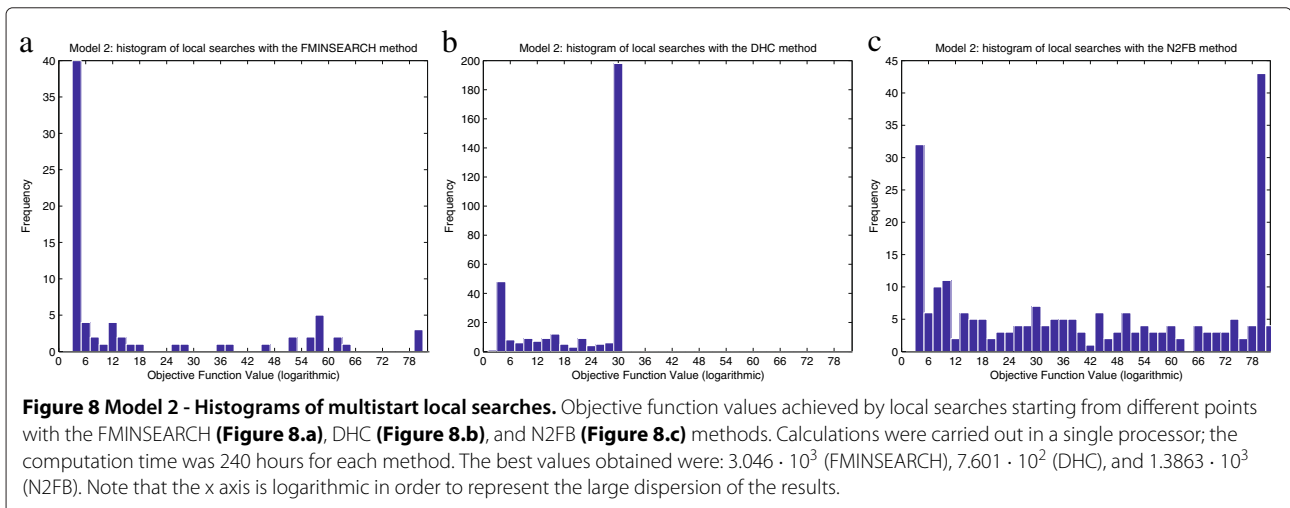 a
Model 2: histogram of local searches with the FMINSEARCH method
40
35
30
25
20
15
10
5
0
Frequency
0 6 12 18 24 30 36 42 48 54 60 66 72 78
Objective Function Value (logarithmic)
b
Model 2: histogram of local searches with the DHC method
200
180
160
140
120
100
80
60
40
20
0
Frequency
0 6 12 18 24 30 36 42 48 54 60 66 72 78
Objective Function Value (logarithmic)
c
Model 2: histogram of local searches with the N2FB method
45
40
35
30
25
20
15
10
5
0
Frequency
6 12 18 24 30 36 42 48 54 60 66 72 78
Objective Function Value (logarithmic)
Figure 8 Model 2 - Histograms of multistart local searches. Objective function values achieved by local searches starting from different points
with the FMINSEARCH (Figure 8.a), DHC (Figure 8.b), and N2FB (Figure 8.c) methods. Calculations were carried out in a single processor; the
computation time was 240 hours for each method. The best values obtained were: 3.046 · 10³ (FMINSEARCH), 7.601 · 10² (DHC), and 1.3863 · 10³
(N2FB). Note that the x axis is logarithmic in order to represent the large dispersion of the results.